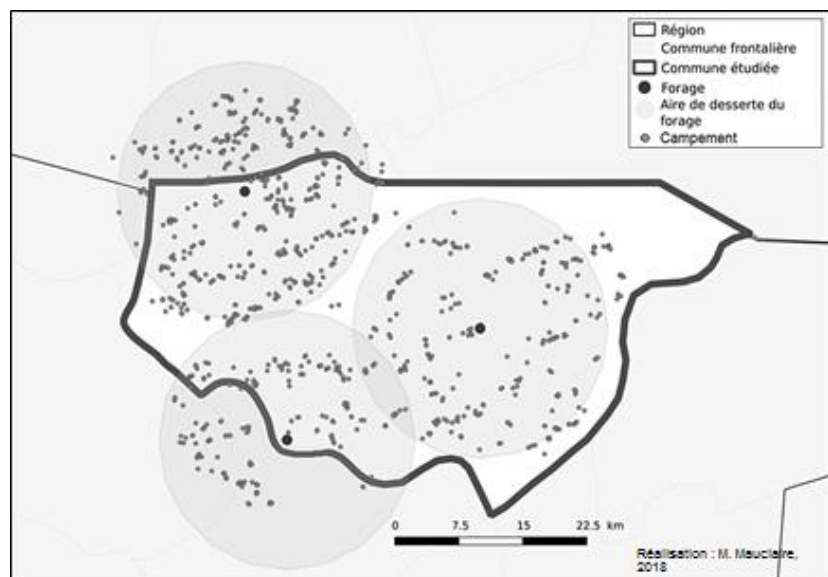 Région
Commune frontalière
Commune étudiée
Forage
Aire de desserte du
forage
Campement
0 7.5 15 22.5 km
Réalisation : M. Mauclaire,
2018